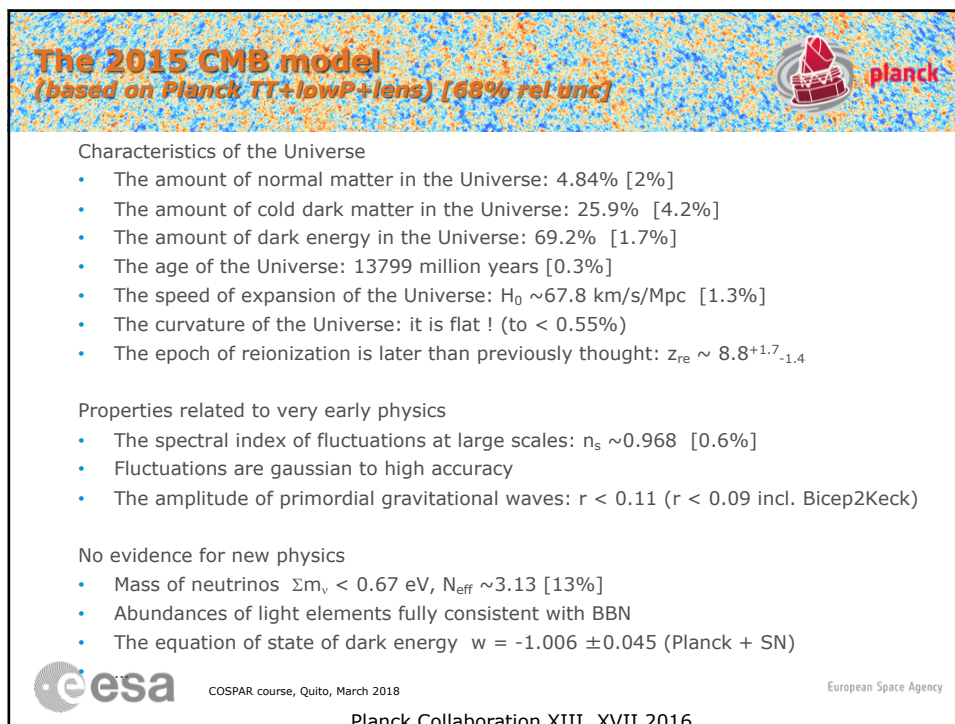 The 2015 CMB model
(based on Planck TT+lowP+lens) [68% rel unc]
planck
Characteristics of the Universe
• The amount of normal matter in the Universe: 4.84% [2%]
• The amount of cold dark matter in the Universe: 25.9% [4.2%]
• The amount of dark energy in the Universe: 69.2% [1.7%]
• The age of the Universe: 13799 million years [0.3%]
• The speed of expansion of the Universe: H₀ ~67.8 km/s/Mpc [1.3%]
• The curvature of the Universe: it is flat ! (to < 0.55%)
• The epoch of reionization is later than previously thought: z_re ~ 8.8⁺¹·⁷₋₁.₄
Properties related to very early physics
• The spectral index of fluctuations at large scales: nₛ ~0.968 [0.6%]
• Fluctuations are gaussian to high accuracy
• The amplitude of primordial gravitational waves: r < 0.11 (r < 0.09 incl. Bicep2Keck)
No evidence for new physics
• Mass of neutrinos Σmᵥ < 0.67 eV, N_eff ~3.13 [13%]
• Abundances of light elements fully consistent with BBN
• The equation of state of dark energy w = -1.006 ±0.045 (Planck + SN)
• ...
esa
COSPAR course, Quito, March 2018
European Space Agency
Planck Collaboration XIII, XVII 2016